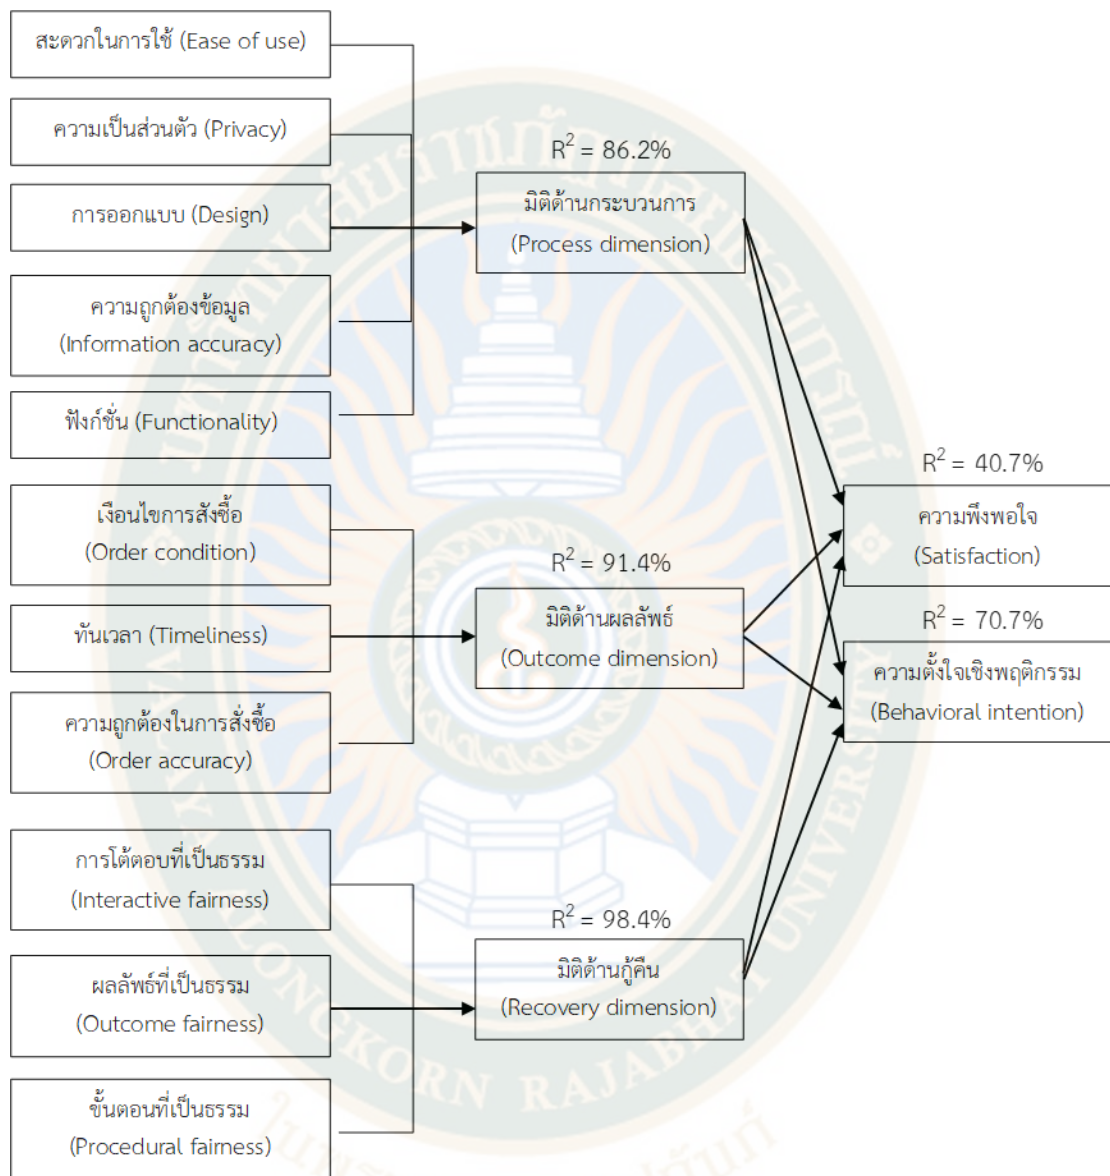 สะดวกในการใช้ (Ease of use)
ความเป็นส่วนตัว (Privacy)
การออกแบบ (Design)
ความถูกต้องข้อมูล
(Information accuracy)
ฟังก์ชั่น (Functionality)
เงื่อนไขการสั่งซื้อ
(Order condition)
ทันเวลา (Timeliness)
ความถูกต้องในการสั่งซื้อ
(Order accuracy)
การโต้ตอบที่เป็นธรรม
(Interactive fairness)
ผลลัพธ์ที่เป็นธรรม
(Outcome fairness)
ขั้นตอนที่เป็นธรรม
(Procedural fairness)
R² = 86.2%
มิติด้านกระบวนการ
(Process dimension)
R² = 91.4%
มิติด้านผลลัพธ์
(Outcome dimension)
R² = 98.4%
มิติด้านกู้คืน
(Recovery dimension)
R² = 40.7%
ความพึงพอใจ
(Satisfaction)
R² = 70.7%
ความตั้งใจเชิงพฤติกรรม
(Behavioral intention)
VALAYA ALONGKORN RAJABHAT UNIVERSITY